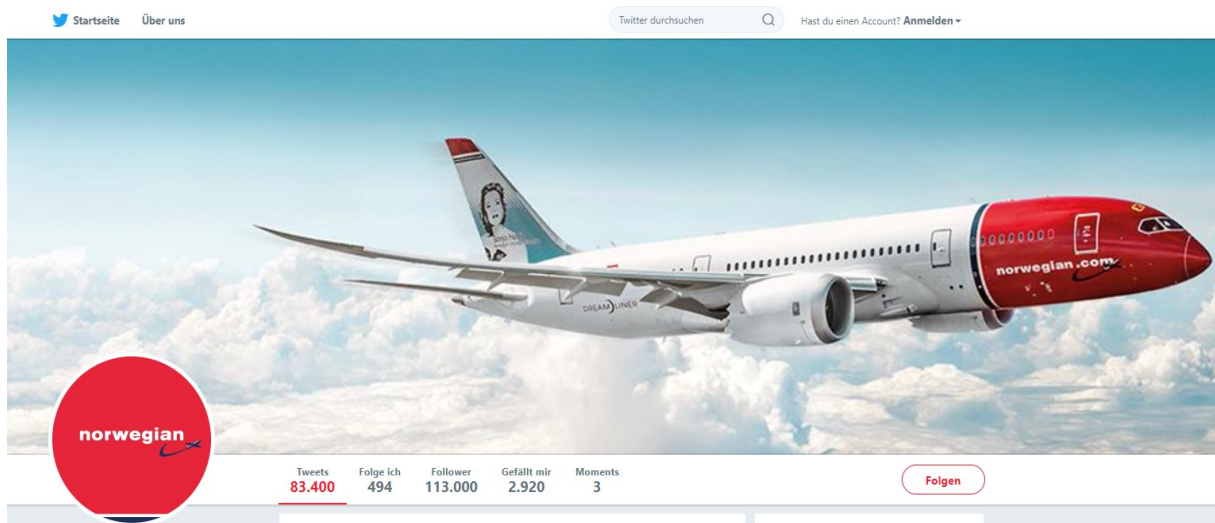 Startseite Über uns
Twitter durchsuchen
Hast du einen Account? Anmelden
norwegian.com
DREAMLINER
norwegian
Tweets Folge ich Follower Gefällt mir Moments
83.400 494 113.000 2.920 3
Folgen